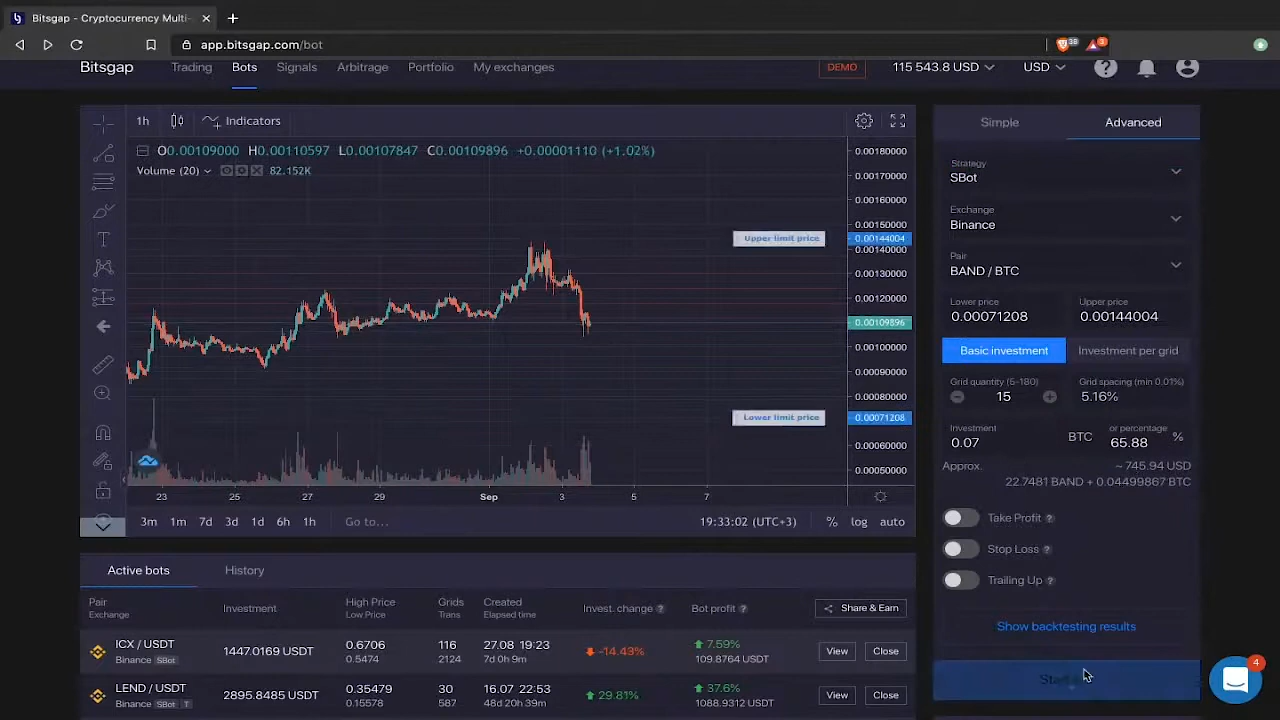 Bitsgap - Cryptocurrency Multi-
app.bitsgap.com/bot
38
3
Bitsgap
Trading
Bots
Signals
Arbitrage
Portfolio
My exchanges
DEMO
115 543.8 USD
USD
1h
Indicators
O0.00109000 H0.00110597 L0.00107847 C0.00109896 +0.00001110 (+1.02%)
Volume (20)
82.152K
Upper limit price
Lower limit price
0.00180000
0.00170000
0.00160000
0.00150000
0.00144004
0.00140000
0.00130000
0.00120000
0.00109896
0.00100000
0.00090000
0.00080000
0.00071208
0.00060000
0.00050000
23 25 27 29 Sep 3 5 7
3m 1m 7d 3d 1d 6h 1h Go to...
19:33:02 (UTC+3) % log auto
Simple
Advanced
Strategy
SBot
Exchange
Binance
Pair
BAND / BTC
Lower price
0.00071208
Upper price
0.00144004
Basic investment
Investment per grid
Grid quantity (5-180)
15
Grid spacing (min 0.01%)
5.16%
Investment
0.07
BTC
or percentage
65.88 %
Approx.
~ 745.94 USD
22.7481 BAND + 0.04499867 BTC
Take Profit
Stop Loss
Trailing Up
Show backtesting results
4
Active bots
History
Pair
Exchange
Investment
High Price
Low Price
Grids
Trans
Created
Elapsed time
Invest. change
Bot profit
Share & Earn
ICX / USDT
Binance SBot
1447.0169 USDT
0.6706
0.5474
116
2124
27.08 19:23
7d 0h 9m
-14.43%
7.59%
109.8764 USDT
View
Close
LEND / USDT
Binance SBot T
2895.8485 USDT
0.35479
0.15578
30
587
16.07 22:53
48d 20h 39m
29.81%
37.6%
1088.9312 USDT
View
Close